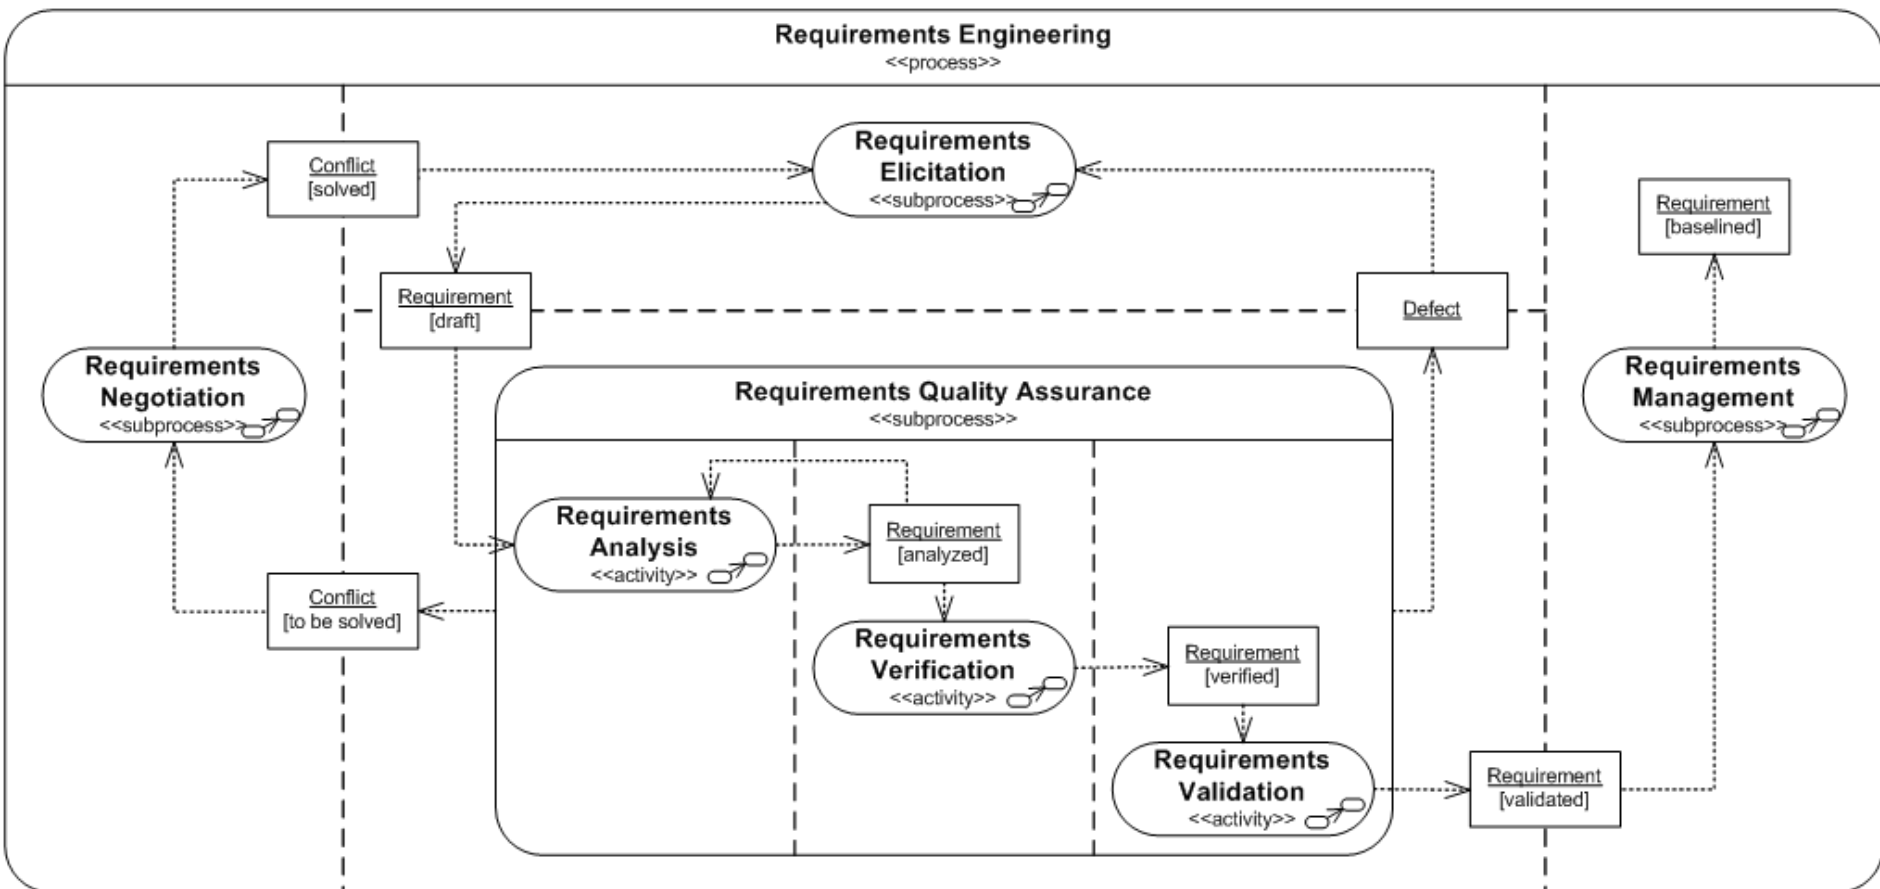 Requirements Engineering
<<process>>
Conflict
[solved]
Requirements
Elicitation
<<subprocess>>
Requirement
[baselined]
Requirement
[draft]
Defect
Requirements
Negotiation
<<subprocess>>
Requirements Quality Assurance
<<subprocess>>
Requirements
Management
<<subprocess>>
Requirements
Analysis
<<activity>>
Requirement
[analyzed]
Conflict
[to be solved]
Requirements
Verification
<<activity>>
Requirement
[verified]
Requirements
Validation
<<activity>>
Requirement
[validated]